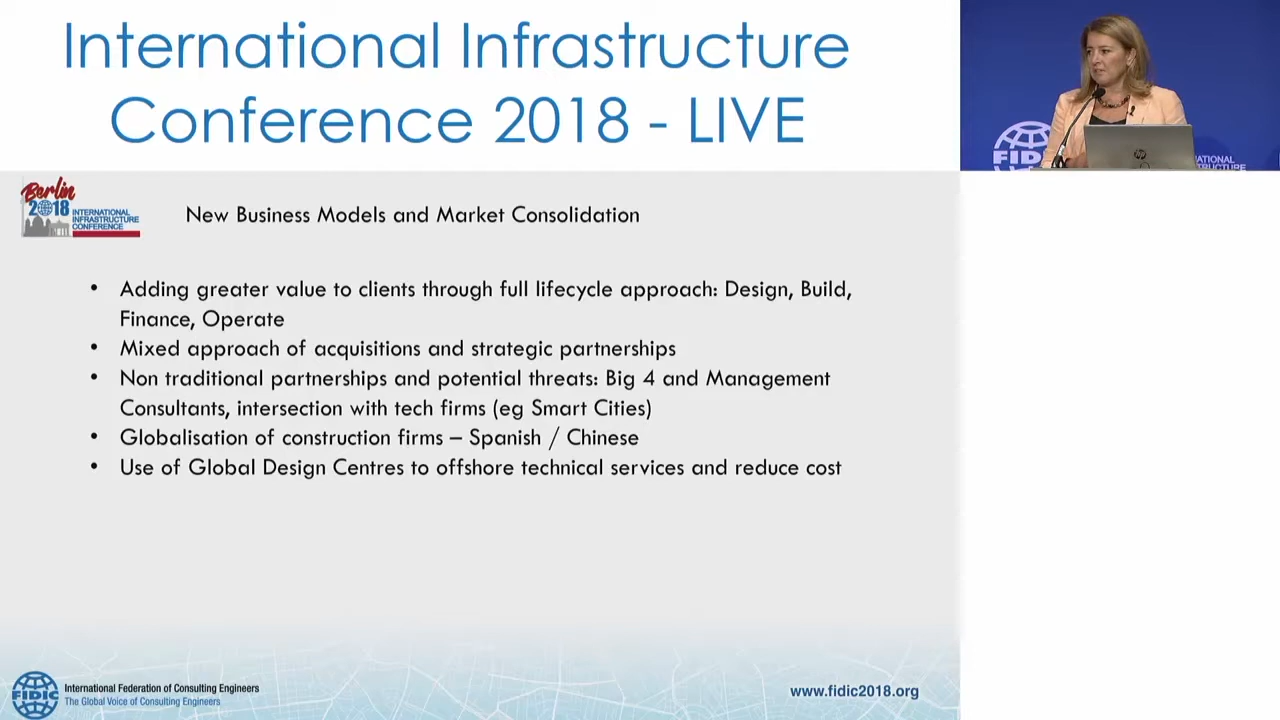 International Infrastructure
Conference 2018 - LIVE
FIDIC
Berlin
2018
INTERNATIONAL
INFRASTRUCTURE
CONFERENCE
New Business Models and Market Consolidation
• Adding greater value to clients through full lifecycle approach: Design, Build,
Finance, Operate
• Mixed approach of acquisitions and strategic partnerships
• Non traditional partnerships and potential threats: Big 4 and Management
Consultants, intersection with tech firms (eg Smart Cities)
• Globalisation of construction firms – Spanish / Chinese
• Use of Global Design Centres to offshore technical services and reduce cost
FIDIC
International Federation of Consulting Engineers
The Global Voice of Consulting Engineers
www.fidic2018.org